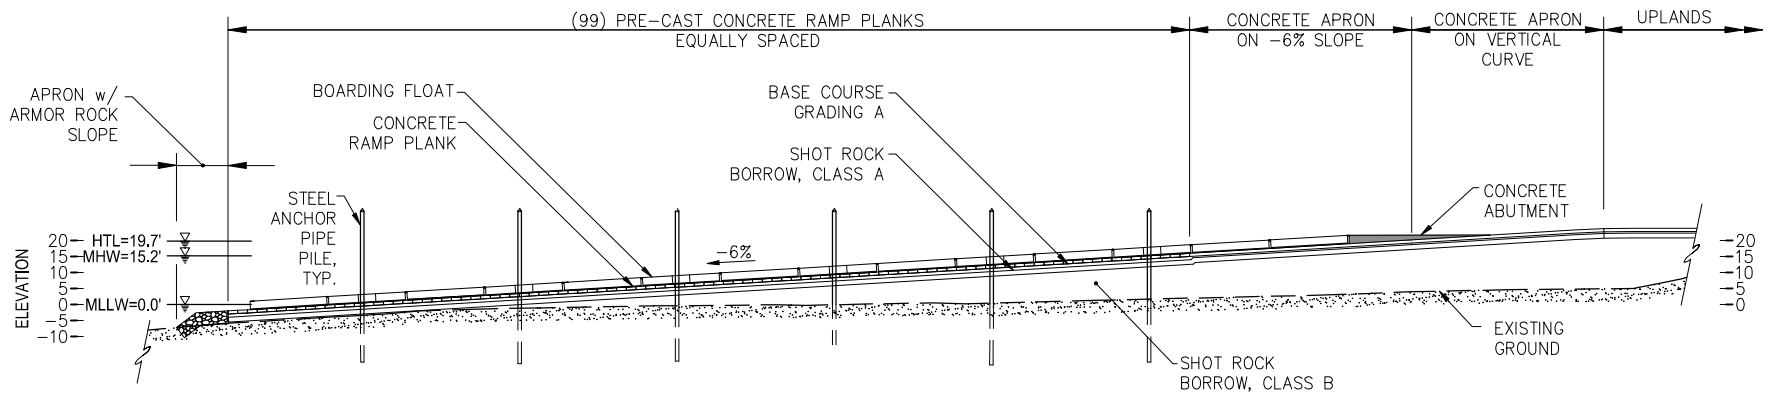 (99) PRE-CAST CONCRETE RAMP PLANKS
EQUALLY SPACED
CONCRETE APRON
ON -6% SLOPE
CONCRETE APRON
ON VERTICAL
CURVE
UPLANDS
APRON w/
ARMOR ROCK
SLOPE
BOARDING FLOAT
CONCRETE
RAMP PLANK
BASE COURSE
GRADING A
SHOT ROCK
BORROW, CLASS A
STEEL
ANCHOR
PIPE
PILE,
TYP.
CONCRETE
ABUTMENT
-6%
ELEVATION
20
15
10
5
0
-5
-10
HTL=19.7'
MHW=15.2'
MLLW=0.0'
20
15
10
5
0
EXISTING
GROUND
SHOT ROCK
BORROW, CLASS B